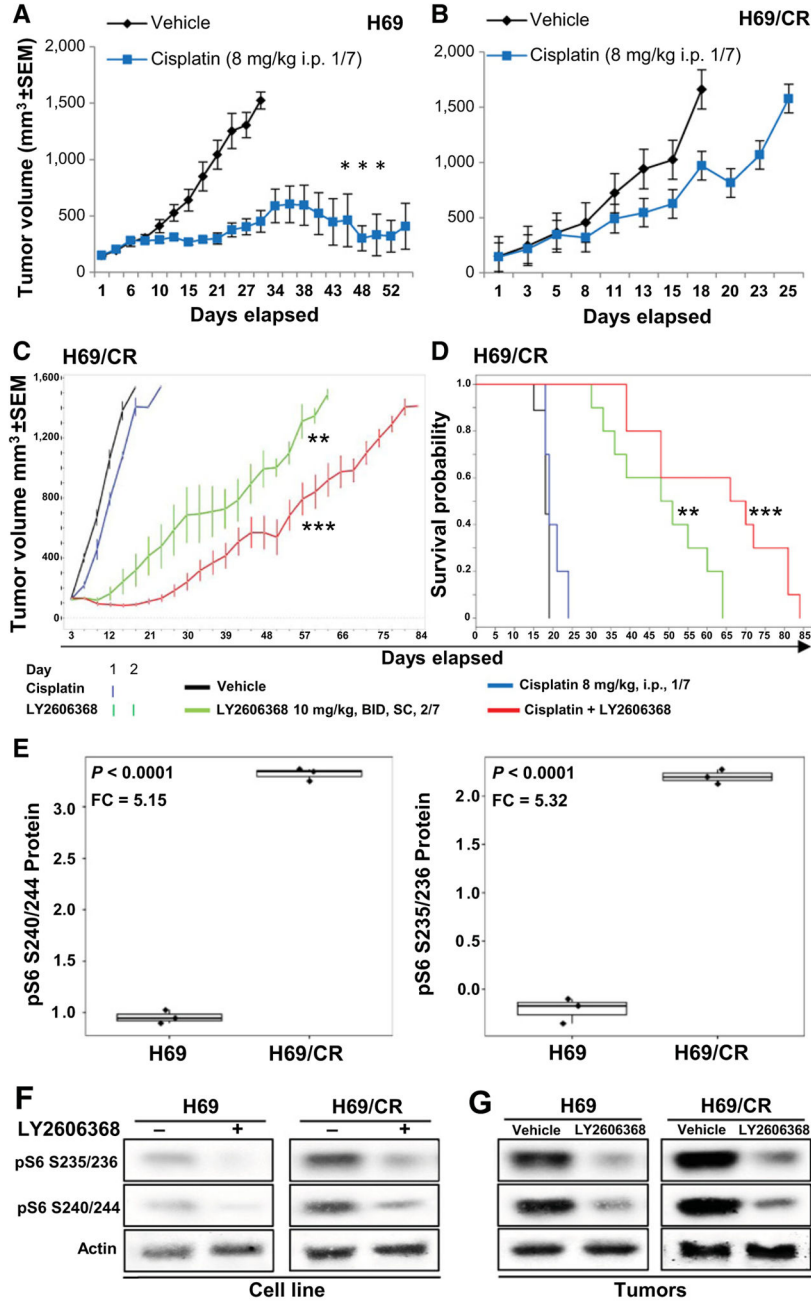 A
Vehicle
H69
Cisplatin (8 mg/kg i.p. 1/7)
Tumor volume (mm³ ±SEM)
2,000
1,500
1,000
500
0
* * *
1 6 10 15 21 27 34 38 43 48 52
Days elapsed
B
Vehicle
H69/CR
Cisplatin (8 mg/kg i.p. 1/7)
2,000
1,500
1,000
500
0
1 3 5 8 11 13 15 18 20 23 25
Days elapsed
C
H69/CR
Tumor volume mm³ ±SEM
1,600
1,200
800
400
0
**
***
3 12 21 30 39 48 57 66 75 84
D
H69/CR
Survival probability
1.0
0.8
0.6
0.4
0.2
0
**
***
0 5 10 15 20 25 30 35 40 45 50 55 60 65 70 75 80 85
Days elapsed
Day 1 2
Cisplatin
LY2606368
Vehicle
Cisplatin 8 mg/kg, i.p., 1/7
LY2606368 10 mg/kg, BID, SC, 2/7
Cisplatin + LY2606368
E
P < 0.0001
FC = 5.15
pS6 S240/244 Protein
3.0
2.5
2.0
1.5
1.0
H69 H69/CR
P < 0.0001
FC = 5.32
pS6 S235/236 Protein
2.0
1.5
1.0
0.5
0.0
H69 H69/CR
F
H69 H69/CR
LY2606368 – + – +
pS6 S235/236
pS6 S240/244
Actin
Cell line
G
H69 H69/CR
Vehicle LY2606368 Vehicle LY2606368
Tumors